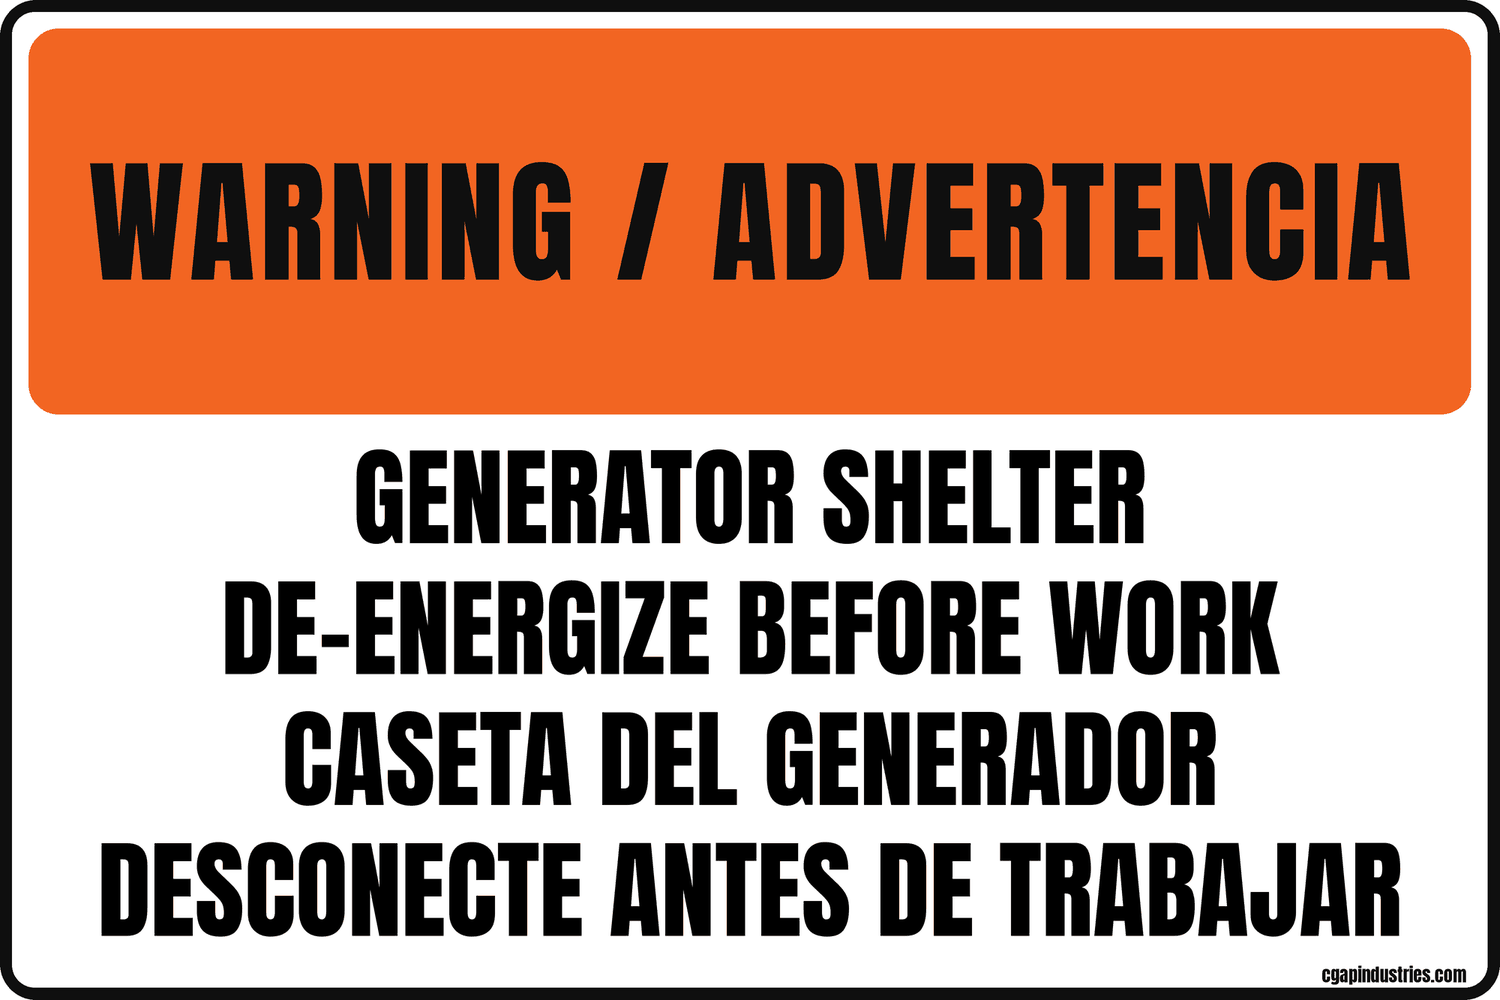 WARNING / ADVERTENCIA
GENERATOR SHELTER
DE-ENERGIZE BEFORE WORK
CASETA DEL GENERADOR
DESCONECTE ANTES DE TRABAJAR
cgapindustries.com